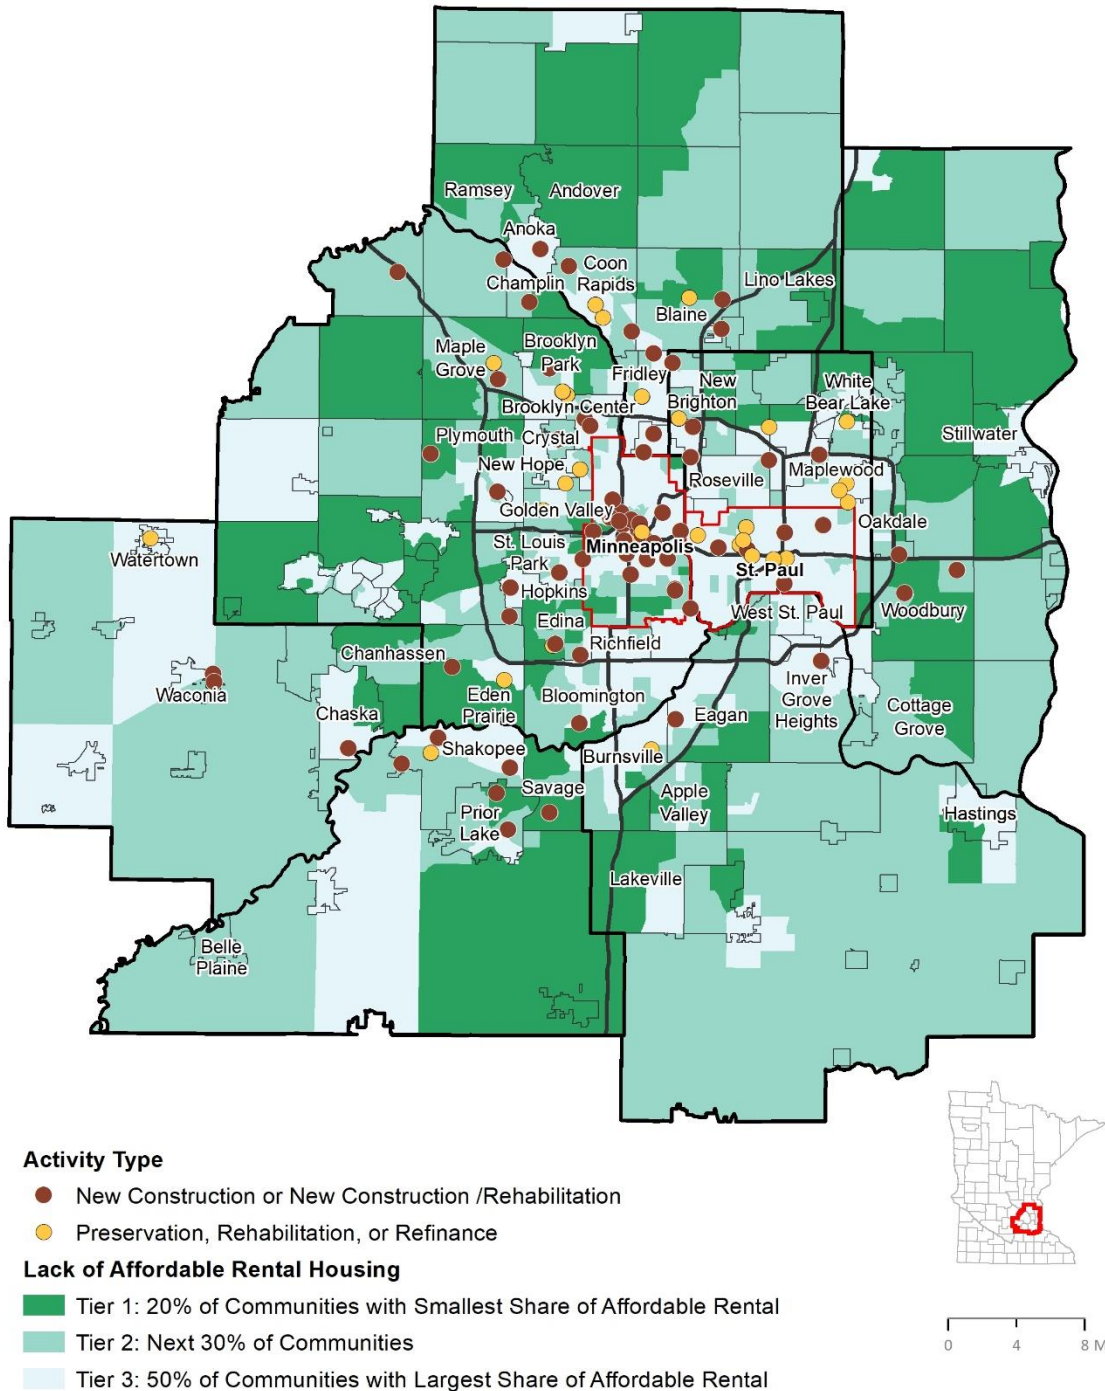 Ramsey
Andover
Anoka
Coon
Rapids
Champlin
Lino Lakes
Blaine
Brooklyn
Park
Maple
Grove
Fridley
New
Brighton
White
Bear Lake
Brooklyn Center
Crystal
Plymouth
Stillwater
New Hope
Maplewood
Roseville
Golden Valley
Oakdale
Watertown
St. Louis
Park
Minneapolis
St. Paul
Hopkins
Woodbury
West St. Paul
Edina
Richfield
Chanhassen
Waconia
Inver
Grove
Heights
Eden
Prairie
Bloomington
Chaska
Eagan
Cottage
Grove
Shakopee
Burnsville
Savage
Apple
Valley
Prior
Lake
Hastings
Lakeville
Belle
Plaine
Activity Type
New Construction or New Construction /Rehabilitation
Preservation, Rehabilitation, or Refinance
Lack of Affordable Rental Housing
Tier 1: 20% of Communities with Smallest Share of Affordable Rental
Tier 2: Next 30% of Communities
Tier 3: 50% of Communities with Largest Share of Affordable Rental
0 4 8 M